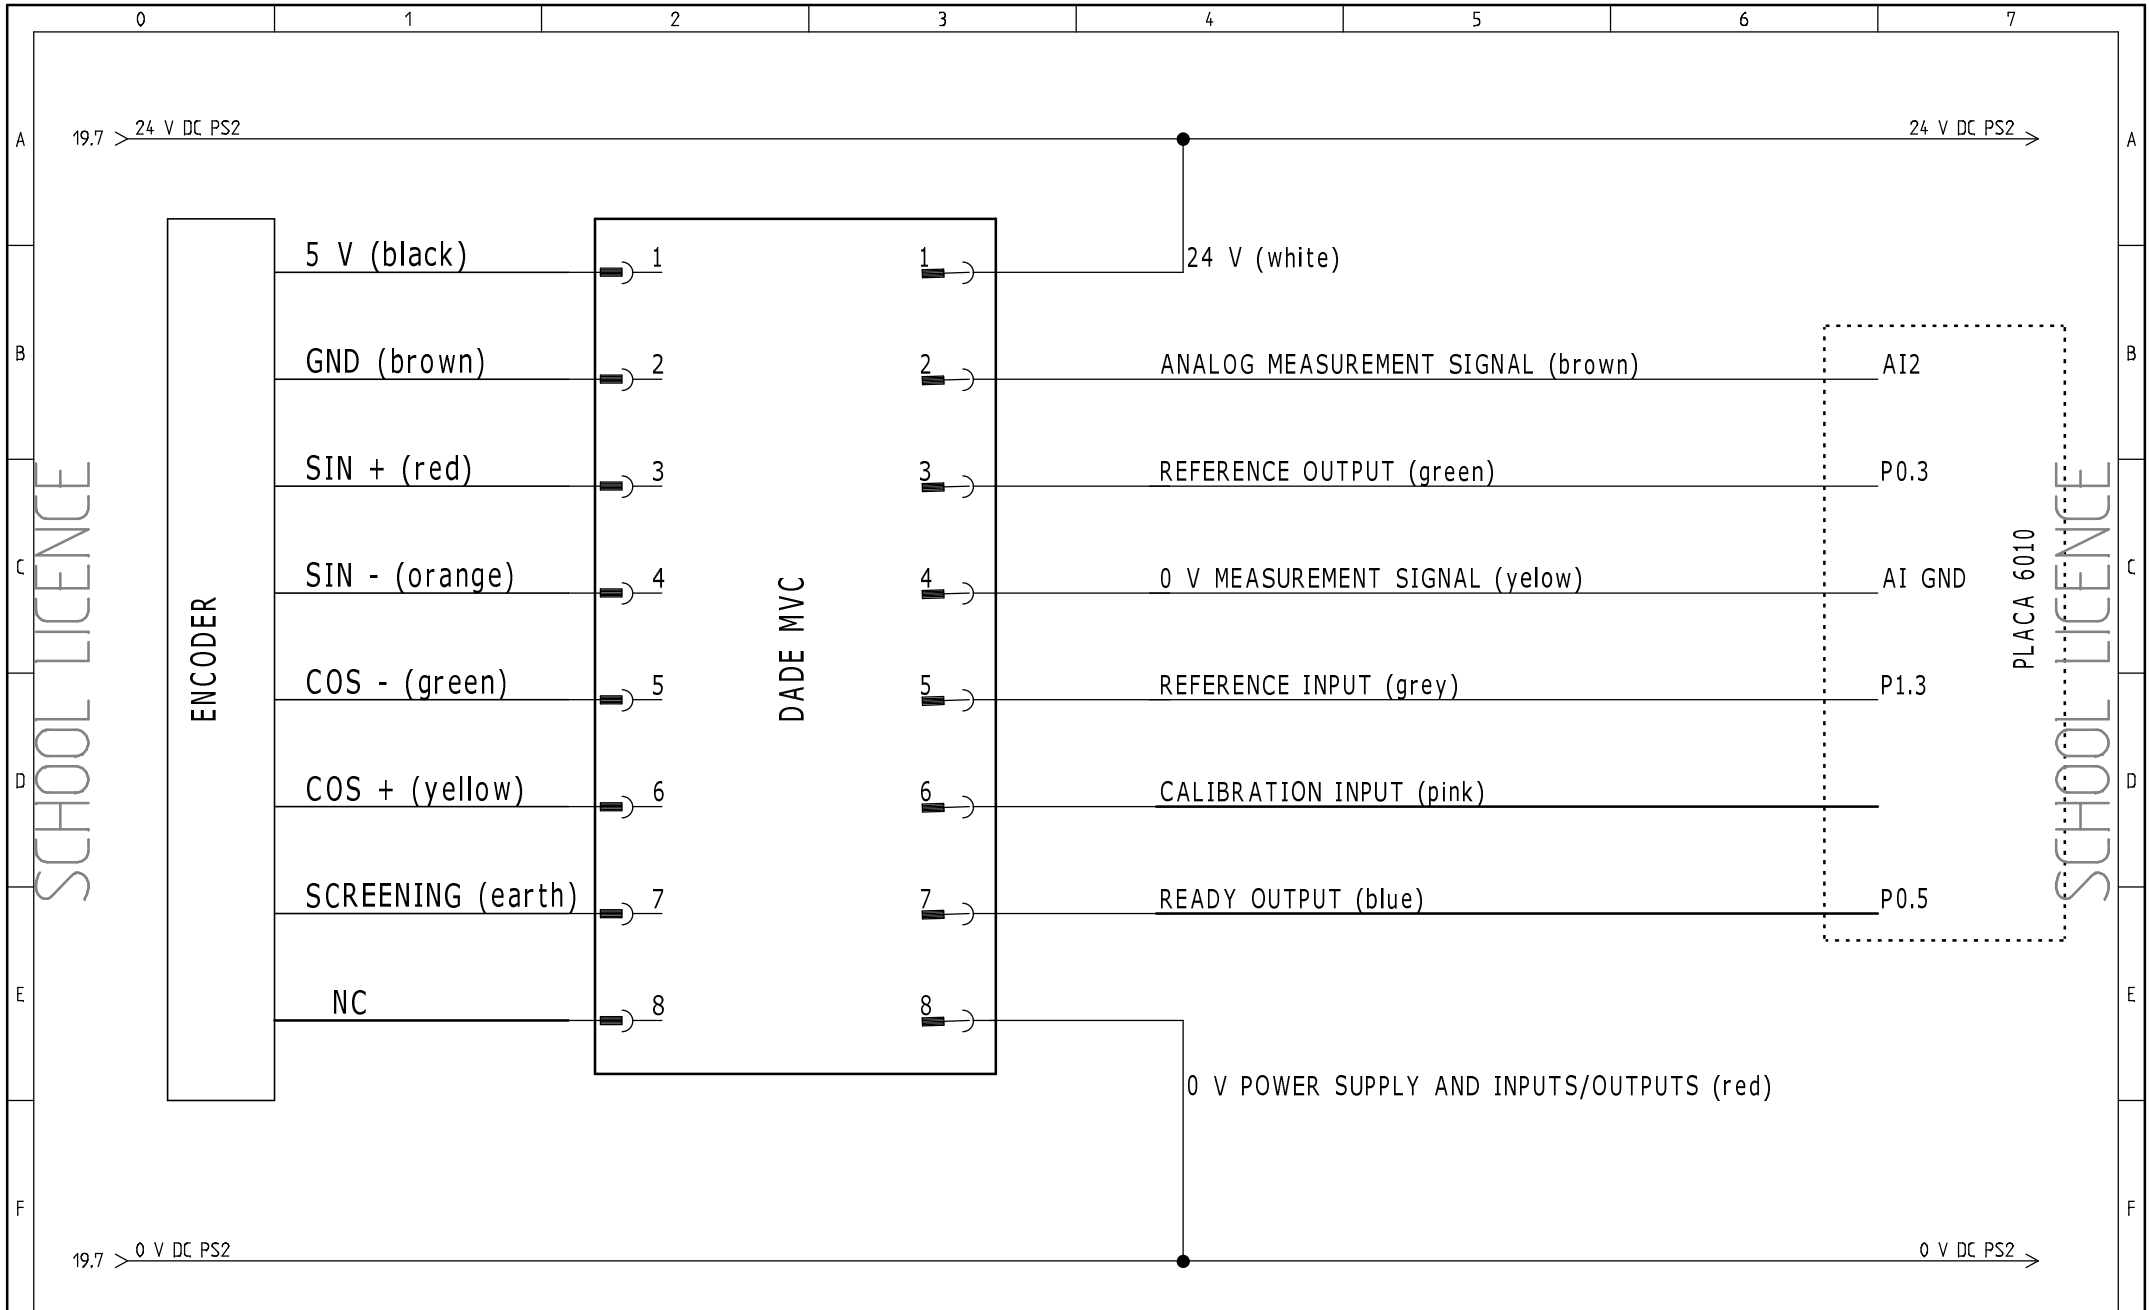 0 1 2 3 4 5 6 7
A 19.7 24 V DC PS2 24 V DC PS2 A
5 V (black) 1 1 24 V (white)
B GND (brown) 2 2 ANALOG MEASUREMENT SIGNAL (brown) AI2 B
SIN + (red) 3 3 REFERENCE OUTPUT (green) P0.3
C SIN - (orange) 4 4 0 V MEASUREMENT SIGNAL (yelow) AI GND C
COS - (green) 5 5 REFERENCE INPUT (grey) P1.3
D COS + (yellow) 6 6 CALIBRATION INPUT (pink) D
SCREENING (earth) 7 7 READY OUTPUT (blue) P0.5
E NC 8 8 E
0 V POWER SUPPLY AND INPUTS/OUTPUTS (red)
F F
19.7 0 V DC PS2 0 V DC PS2
SCHOOL LICENCE
ENCODER
DADE MVC
PLACA 6010
SCHOOL LICENCE